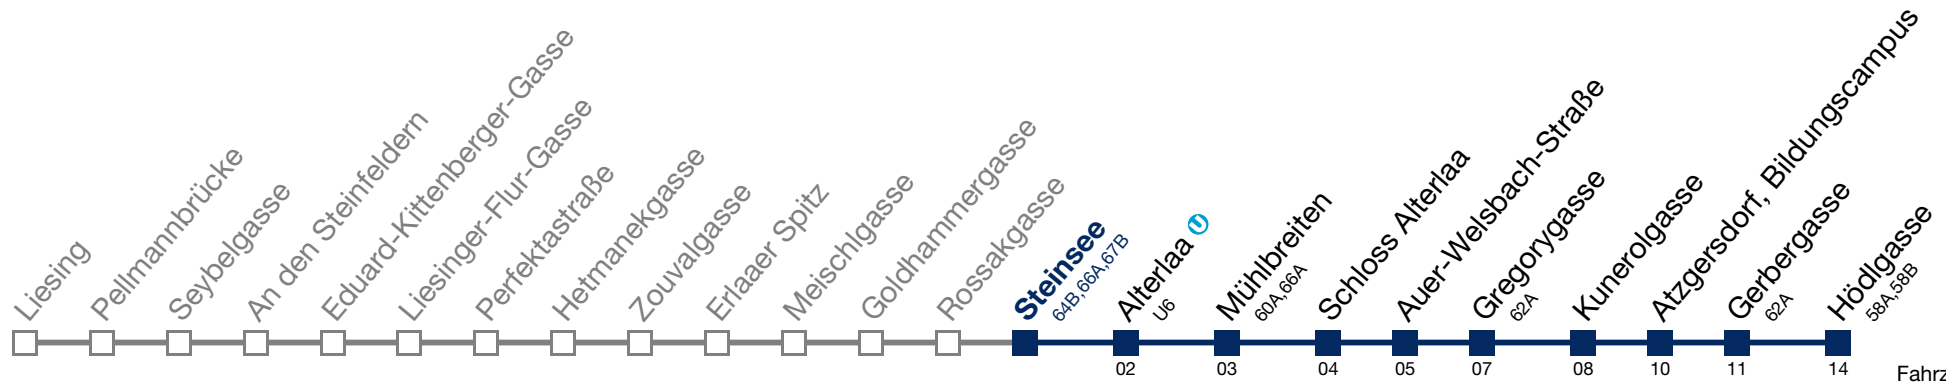 Liesing
Pellmannbrücke
Seybelgasse
An den Steinfeldern
Eduard-Kittenberger-Gasse
Liesinger-Flur-Gasse
Perfektastraße
Hetmanekgasse
Zouvalgasse
Erlaaer Spitz
Meischlgasse
Goldhammergasse
Rossakgasse
Steinsee
64B,66A,67B
Alterlaa U
U6
Mühlbreiten
60A,66A
Schloss Alterlaa
Auer-Welsbach-Straße
Gregorygasse
62A
Kunerolgasse
Atzgersdorf, Bildungscampus
Gerbergasse
62A
Hödlgasse
58A,58B
02 03 04 05 07 08 10 11 14
Fahrz